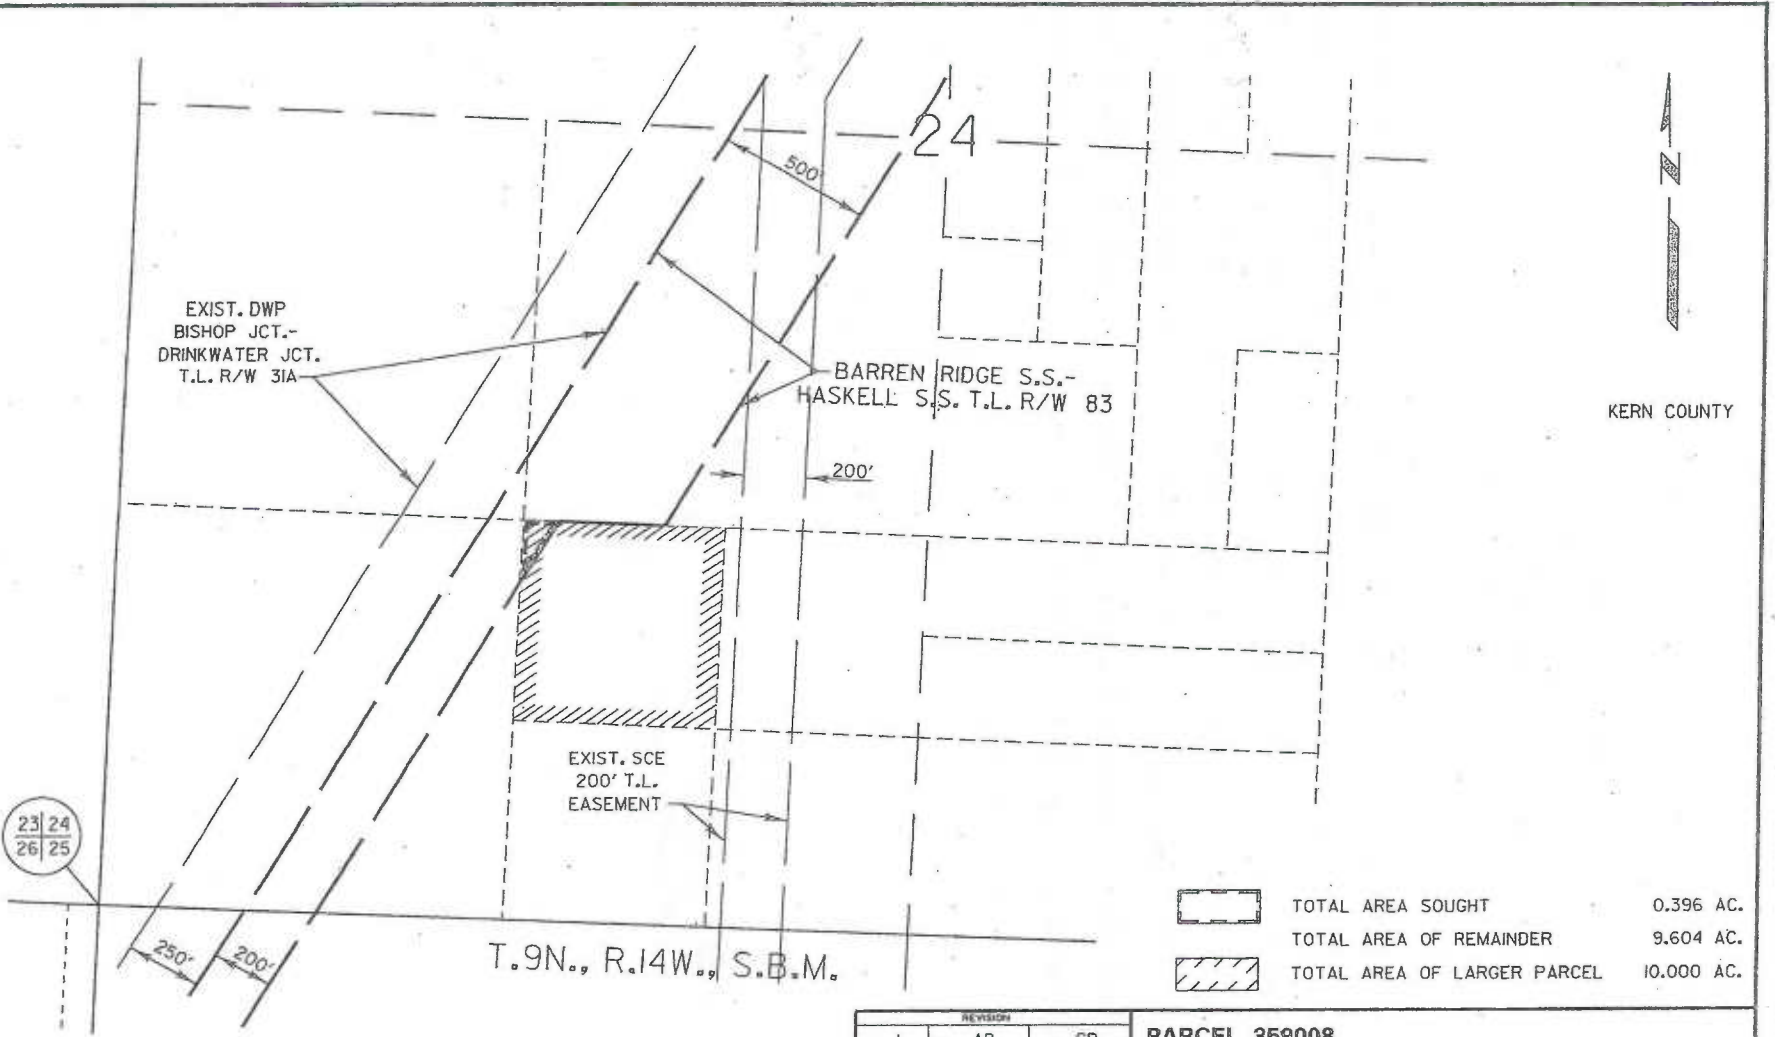 24
500'
EXIST. DWP
BISHOP JCT.-
DRINKWATER JCT.
T.L. R/W 31A
BARREN RIDGE S.S.-
HASKELL S.S. T.L. R/W 83
N
KERN COUNTY
200'
EXIST. SCE
200' T.L.
EASEMENT
23 24
26 25
250'
200'
T.9N., R.14W., S.B.M.
TOTAL AREA SOUGHT 0.396 AC.
TOTAL AREA OF REMAINDER 9.604 AC.
TOTAL AREA OF LARGER PARCEL 10.000 AC.
REVISION
PARCEL 359008